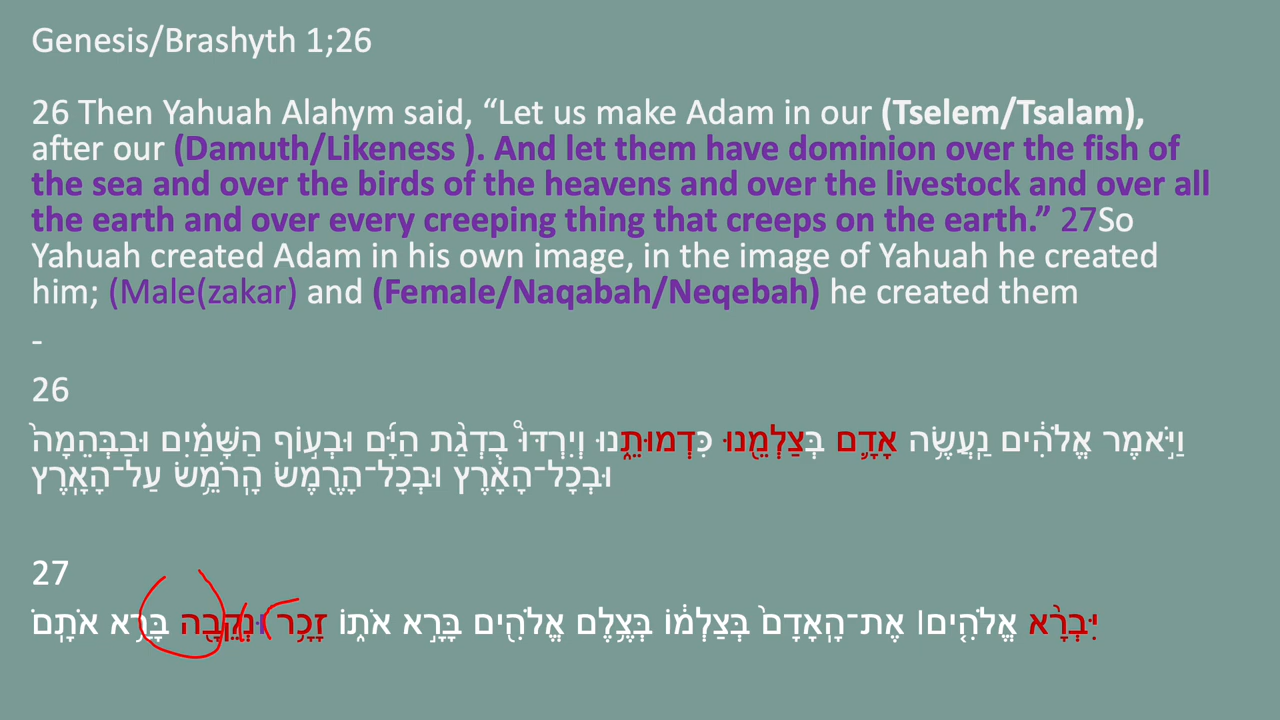 Genesis/Brashyth 1;26
26 Then Yahuah Alahym said, “Let us make Adam in our (Tselem/Tsalam),
after our (Damuth/Likeness ). And let them have dominion over the fish of
the sea and over the birds of the heavens and over the livestock and over all
the earth and over every creeping thing that creeps on the earth.” 27So
Yahuah created Adam in his own image, in the image of Yahuah he created
him; (Male(zakar) and (Female/Naqabah/Neqebah) he created them
-
26
וַיֹּ֣אמֶר אֱלֹהִ֔ים נַֽעֲשֶׂ֥ה אָדָ֛ם בְּצַלְמֵ֖נוּ כִּדְמוּתֵ֑נוּ וְיִרְדּוּ֩ בִדְגַ֨ת הַיָּ֜ם וּבְע֣וֹף הַשָּׁמַ֗יִם וּבַבְּהֵמָה֙
וּבְכָל־הָאָ֔רֶץ וּבְכָל־הָרֶ֖מֶשׂ הָֽרֹמֵ֥שׂ עַל־הָאָֽרֶץ
27
יִּבְרָ֨א אֱלֹהִ֤ים׀ אֶת־הָֽאָדָם֙ בְּצַלְמ֔וֹ בְּצֶ֥לֶם אֱלֹהִ֖ים בָּרָ֣א אֹת֑וֹ זָכָ֥ר וּנְקֵבָ֖ה בָּרָ֥א אֹתָֽם